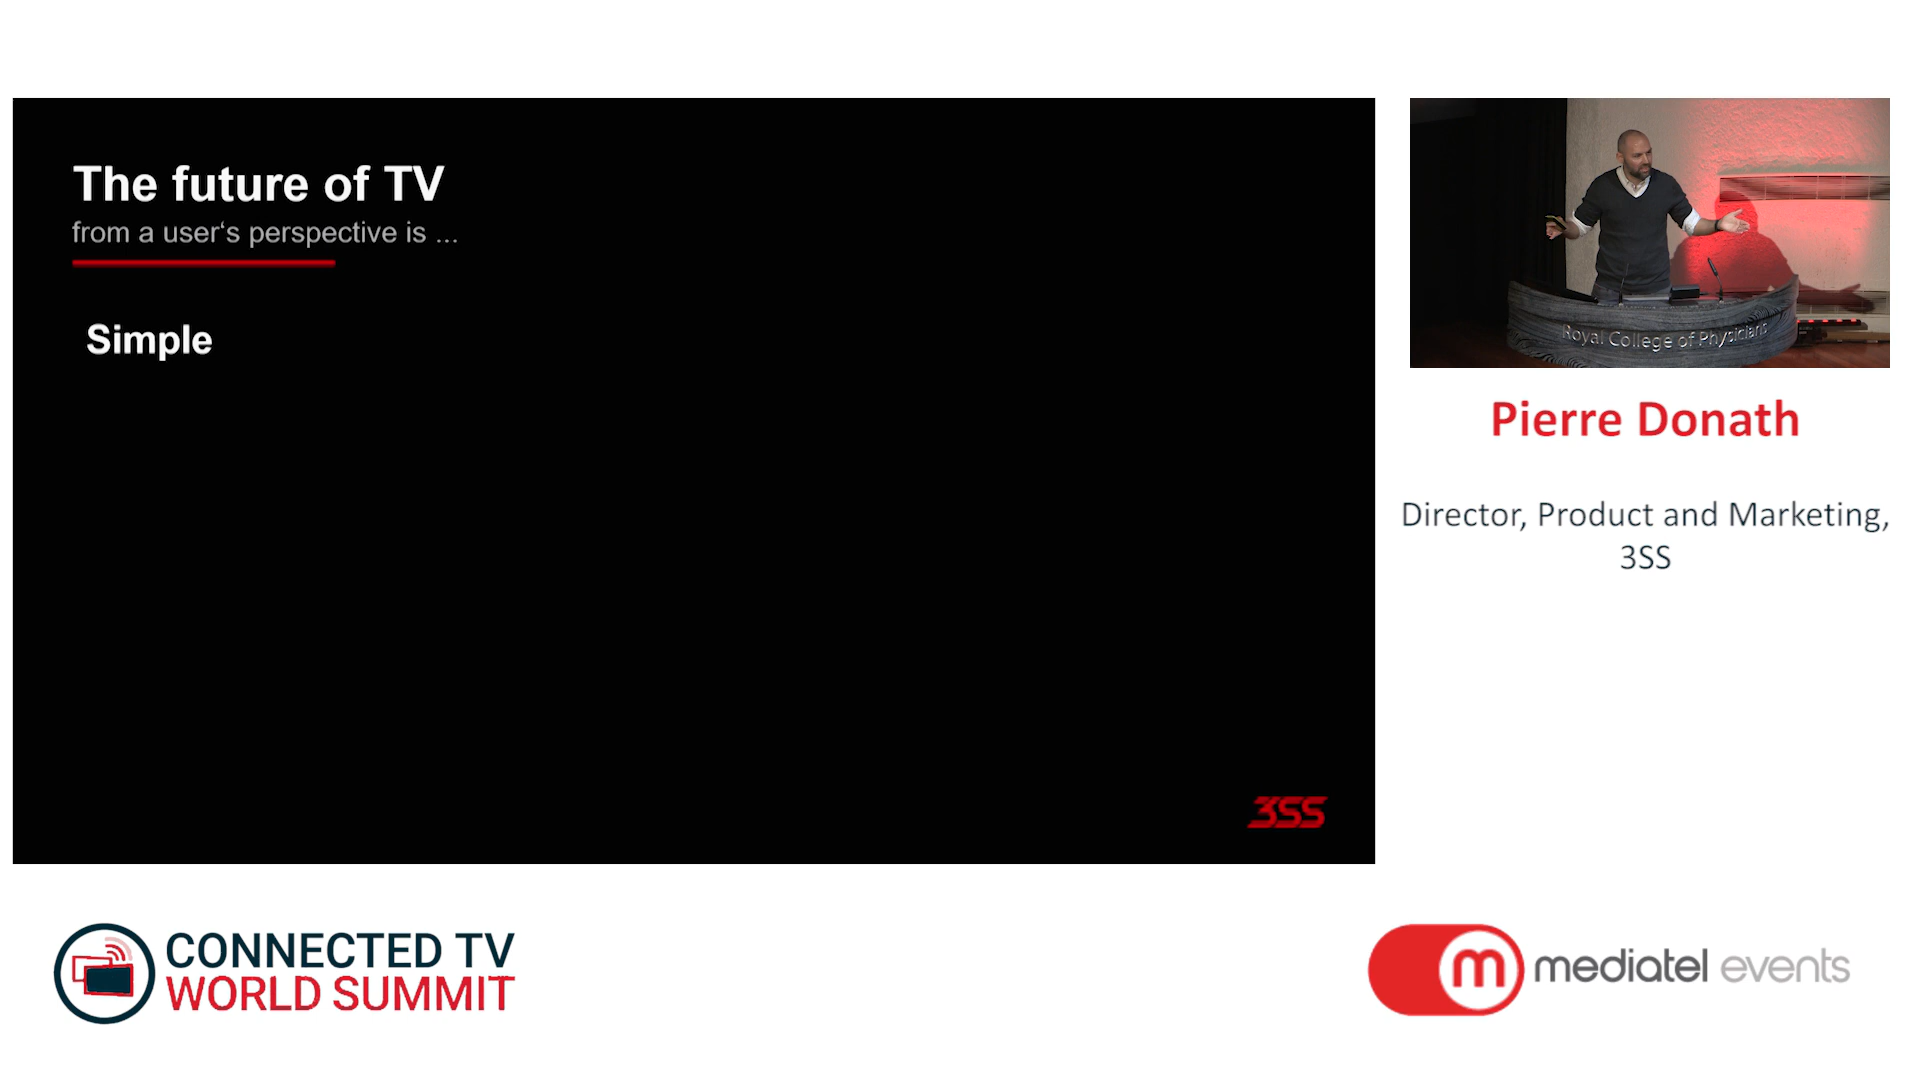 The future of TV
from a user‘s perspective is ...
Simple
3SS
Royal College of Physicians
Pierre Donath
Director, Product and Marketing,
3SS
CONNECTED TV
WORLD SUMMIT
m mediatel events